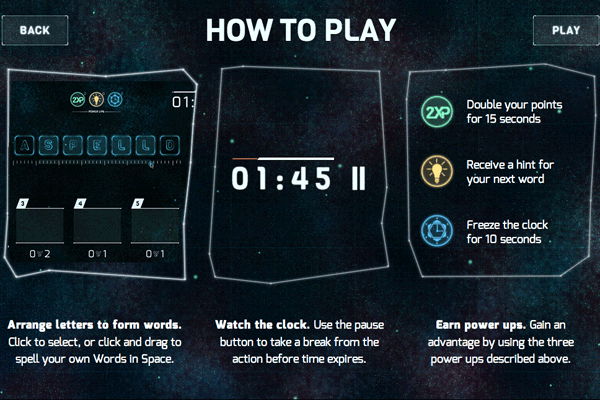 BACK
HOW TO PLAY
PLAY
2XP
POWER UPS
01:
A S P E L L D
3
4
5
0 2
0 1
0 1
01:45
2XP
Double your points
for 15 seconds
Receive a hint for
your next word
Freeze the clock
for 10 seconds
Arrange letters to form words.
Click to select, or click and drag to
spell your own Words in Space.
Watch the clock. Use the pause
button to take a break from the
action before time expires.
Earn power ups. Gain an
advantage by using the three
power ups described above.